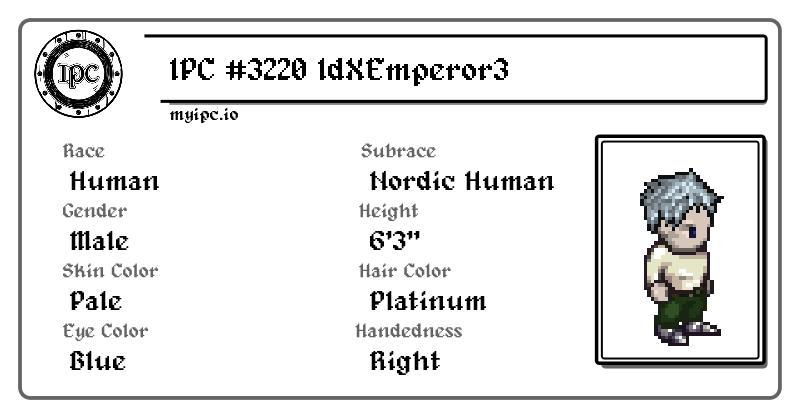 IPC
IPC #3220 1dXEmperor3
myipc.io
Race
Human
Subrace
Nordic Human
Gender
Male
Height
6'3"
Skin Color
Pale
Hair Color
Platinum
Eye Color
Blue
Handedness
Right